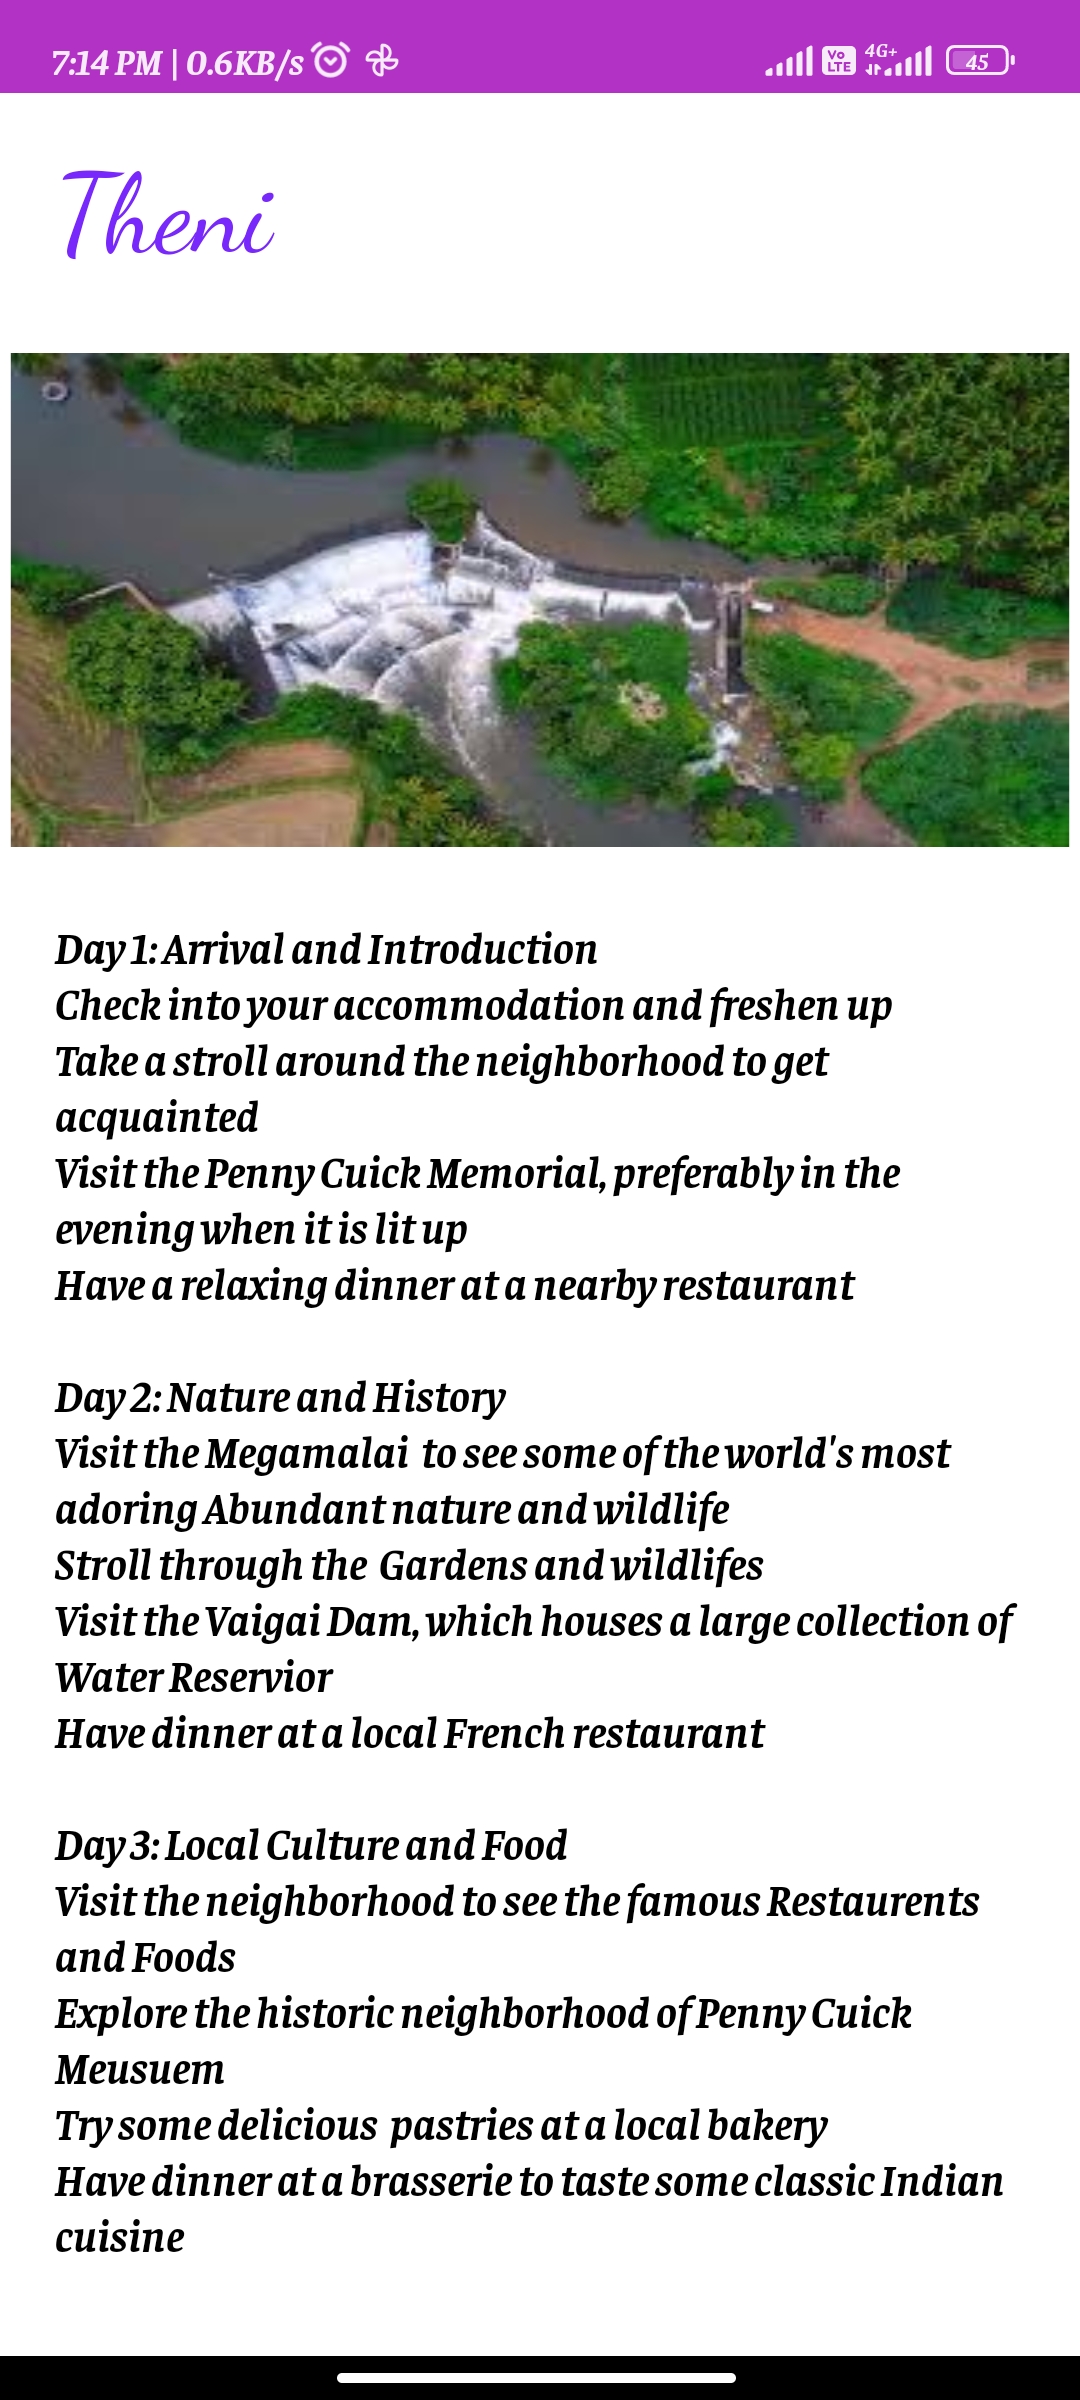 7:14 PM | 0.6KB/s
Vo LTE 4G+ 45
Theni
Day 1: Arrival and Introduction
Check into your accommodation and freshen up
Take a stroll around the neighborhood to get
acquainted
Visit the Penny Cuick Memorial, preferably in the
evening when it is lit up
Have a relaxing dinner at a nearby restaurant
Day 2: Nature and History
Visit the Megamalai to see some of the world's most
adoring Abundant nature and wildlife
Stroll through the Gardens and wildlifes
Visit the Vaigai Dam, which houses a large collection of
Water Reservior
Have dinner at a local French restaurant
Day 3: Local Culture and Food
Visit the neighborhood to see the famous Restaurents
and Foods
Explore the historic neighborhood of Penny Cuick
Meusuem
Try some delicious pastries at a local bakery
Have dinner at a brasserie to taste some classic Indian
cuisine